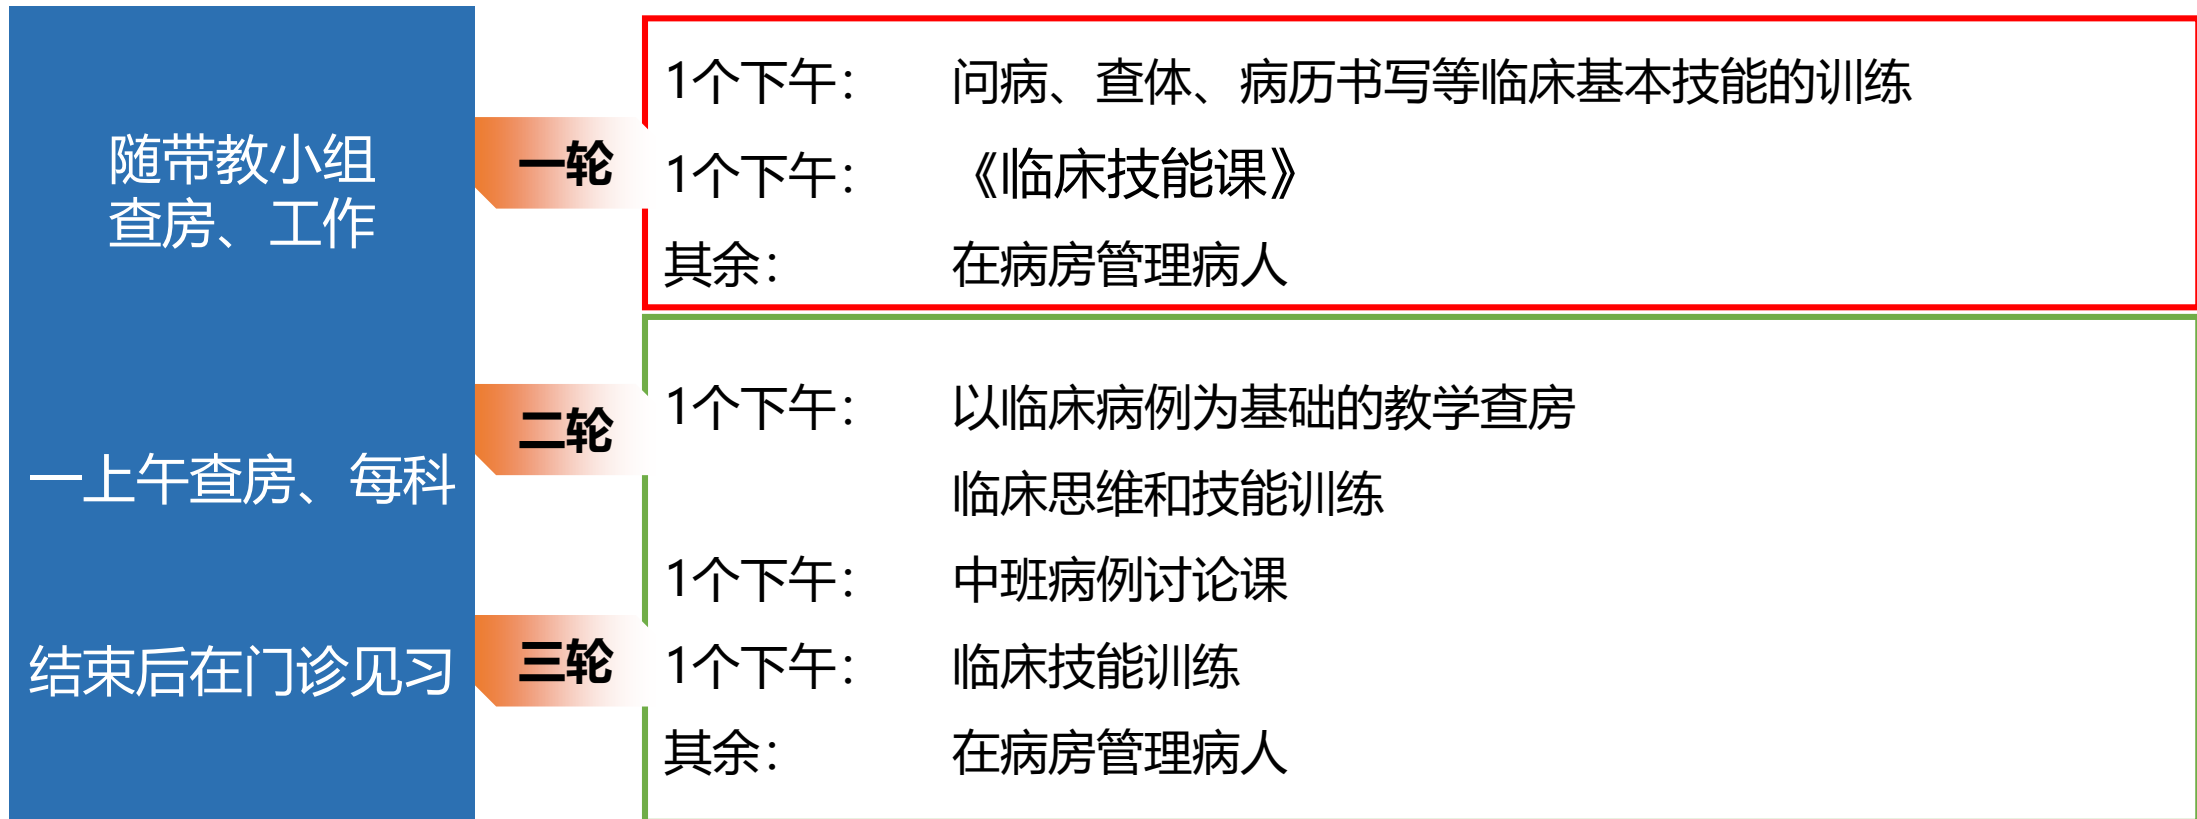 随带教小组
查房、工作
一上午查房、每科
结束后在门诊见习
一轮
1个下午： 问病、查体、病历书写等临床基本技能的训练
1个下午： 《临床技能课》
其余： 在病房管理病人
二轮
三轮
1个下午： 以临床病例为基础的教学查房
临床思维和技能训练
1个下午： 中班病例讨论课
1个下午： 临床技能训练
其余： 在病房管理病人